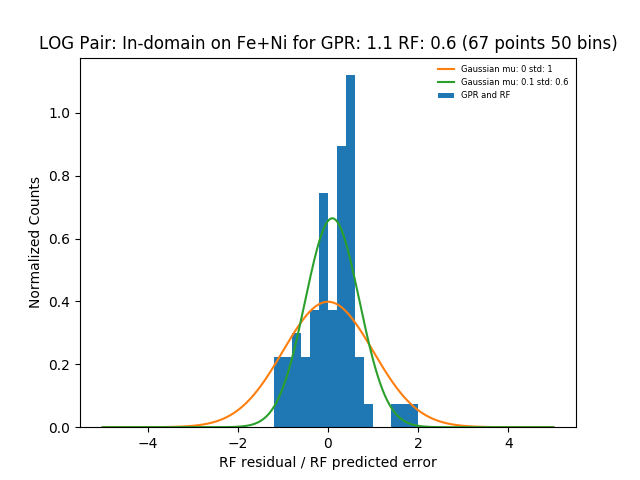 LOG Pair: In-domain on Fe+Ni for GPR: 1.1 RF: 0.6 (67 points 50 bins)
Gaussian mu: 0 std: 1
Gaussian mu: 0.1 std: 0.6
GPR and RF
Normalized Counts
1.0
0.8
0.6
0.4
0.2
0.0
−4
−2
0
2
4
RF residual / RF predicted error